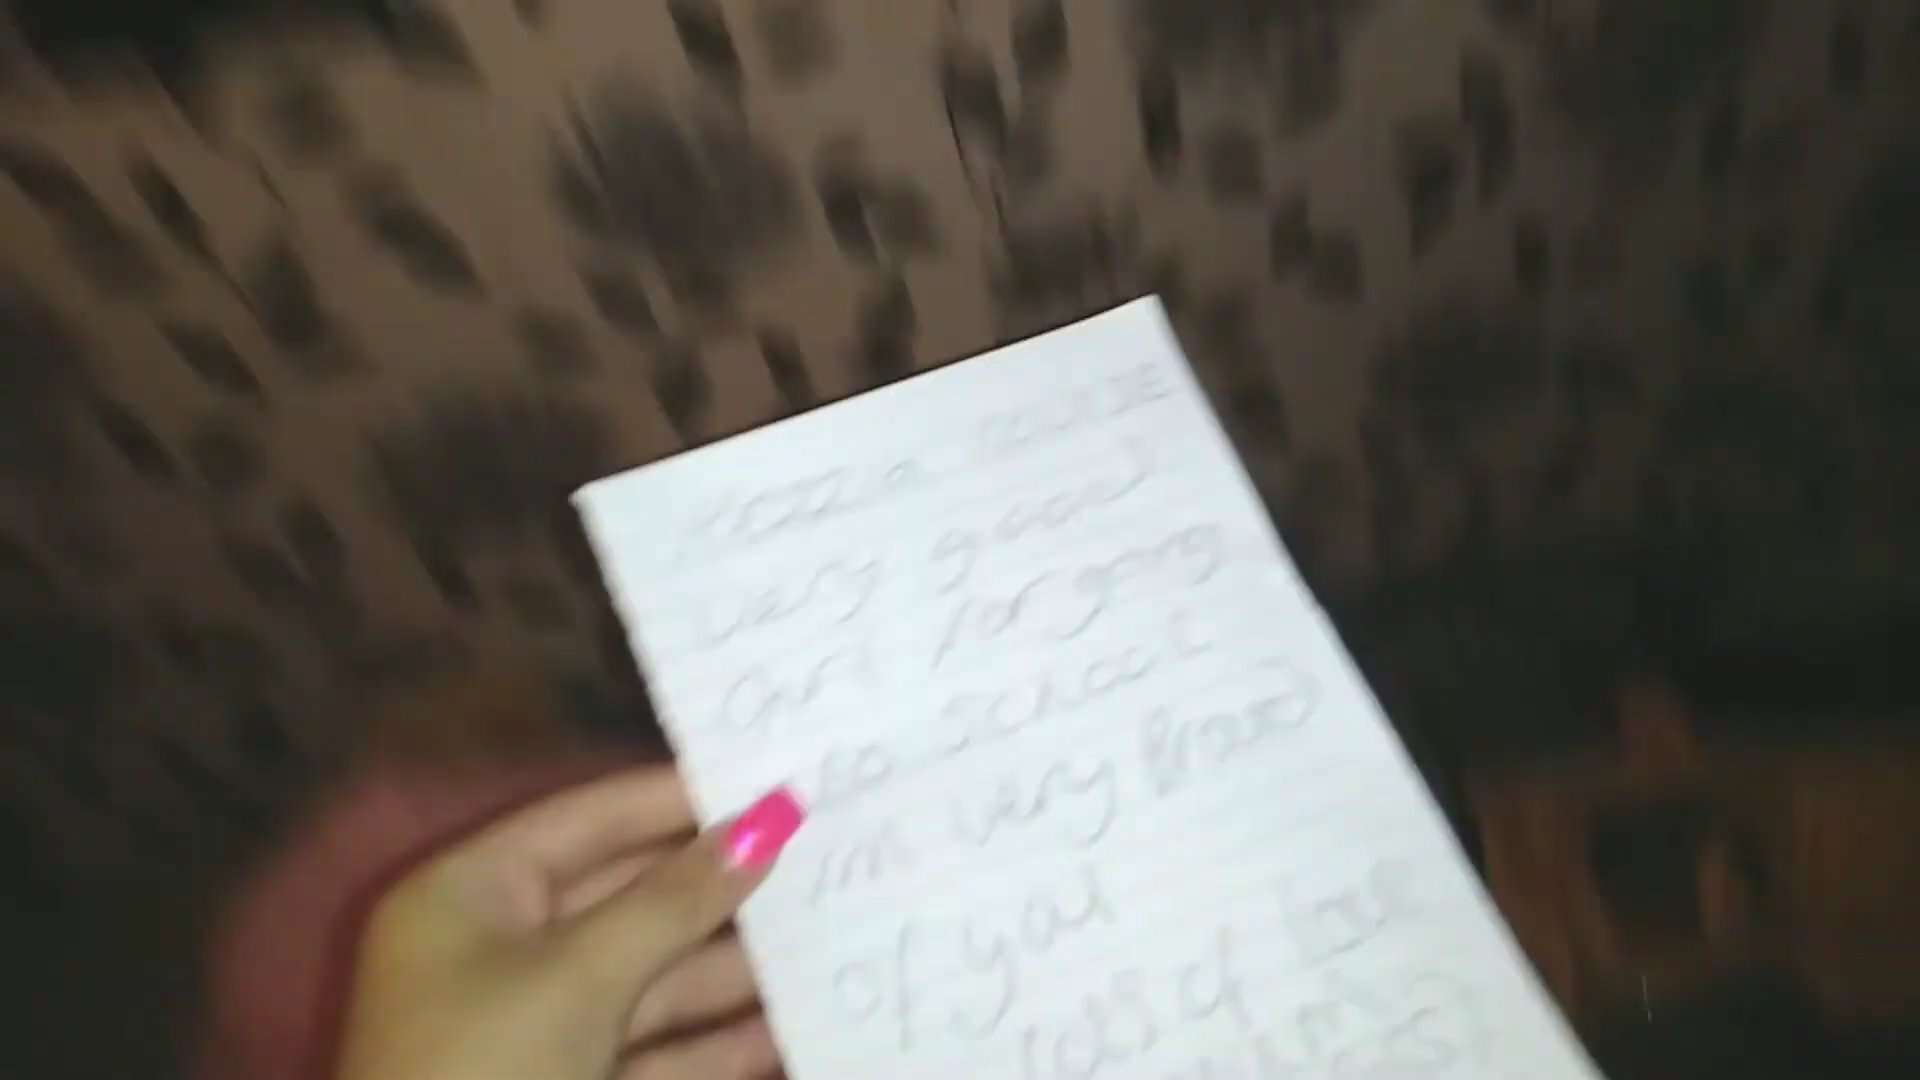 very good
Girl for going
to School
im very Proud
of you
lots of Love